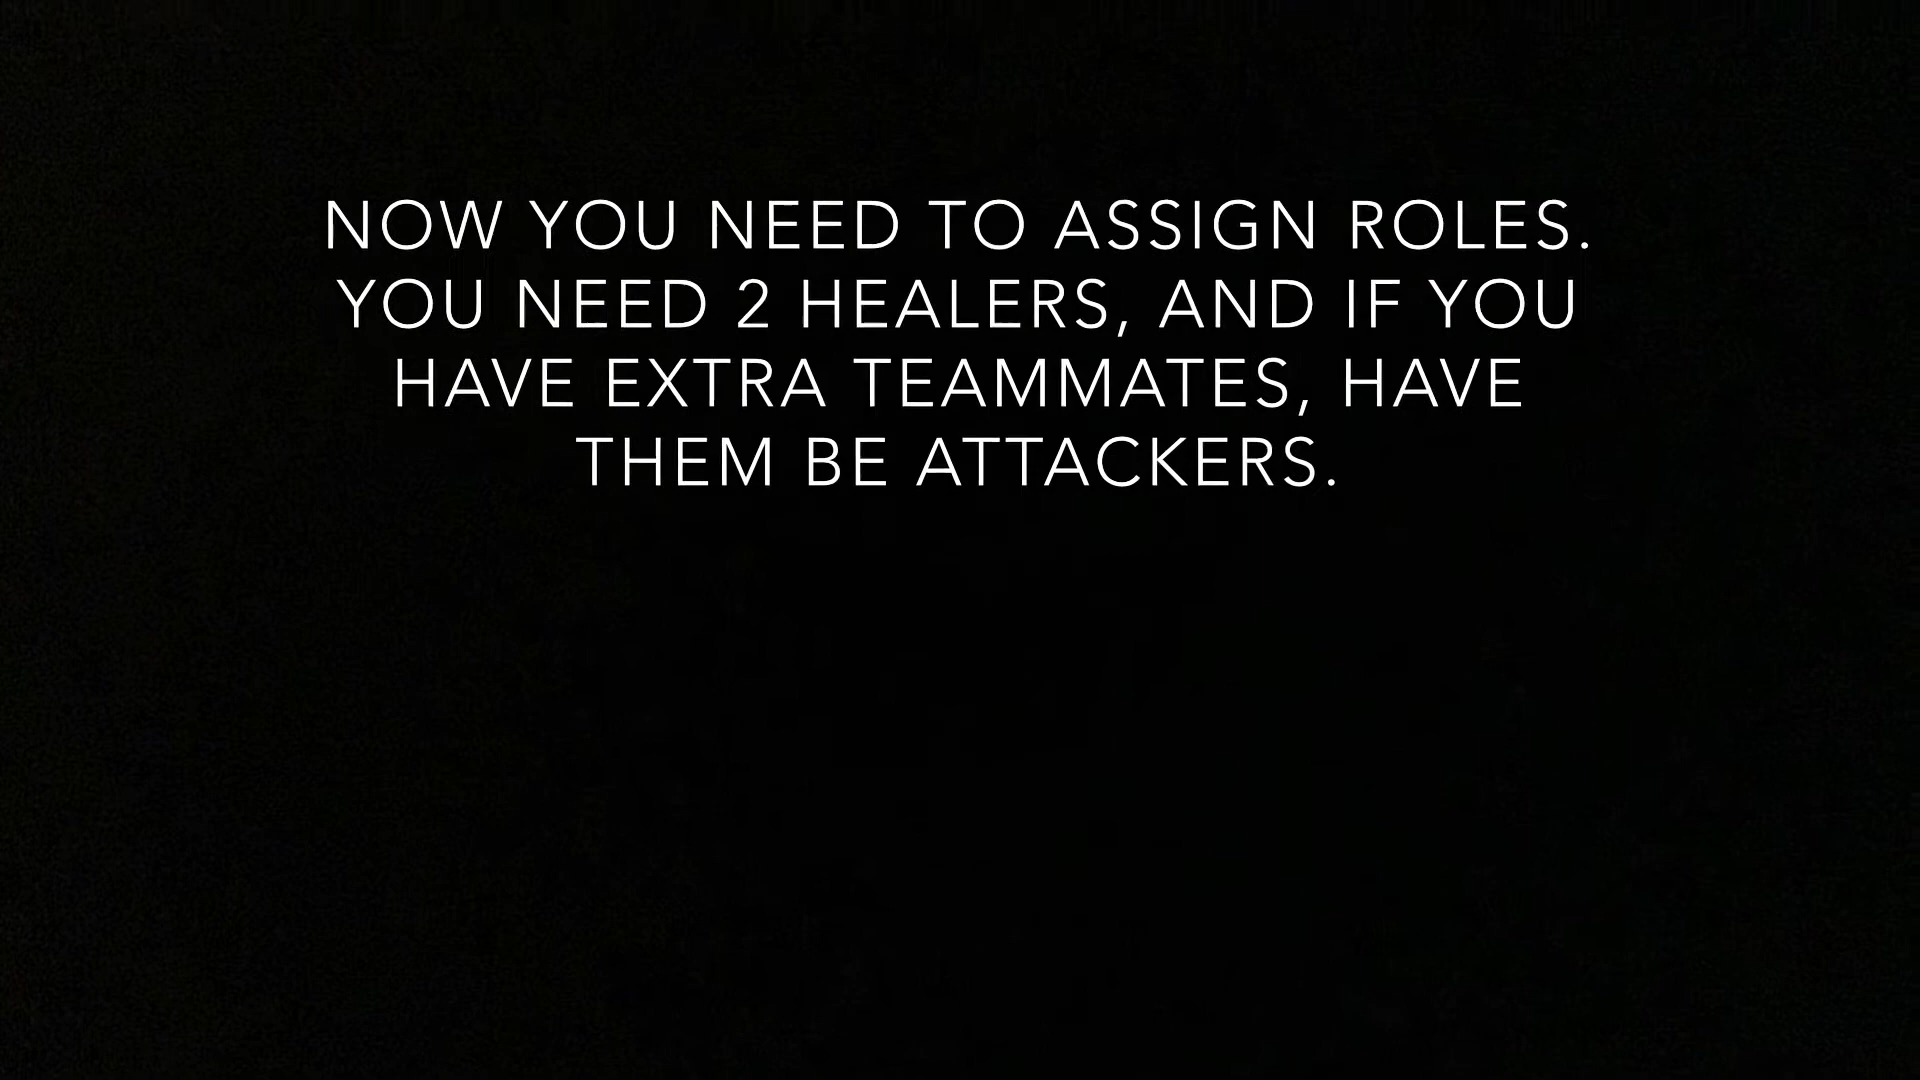 NOW YOU NEED TO ASSIGN ROLES.
YOU NEED 2 HEALERS, AND IF YOU
HAVE EXTRA TEAMMATES, HAVE
THEM BE ATTACKERS.